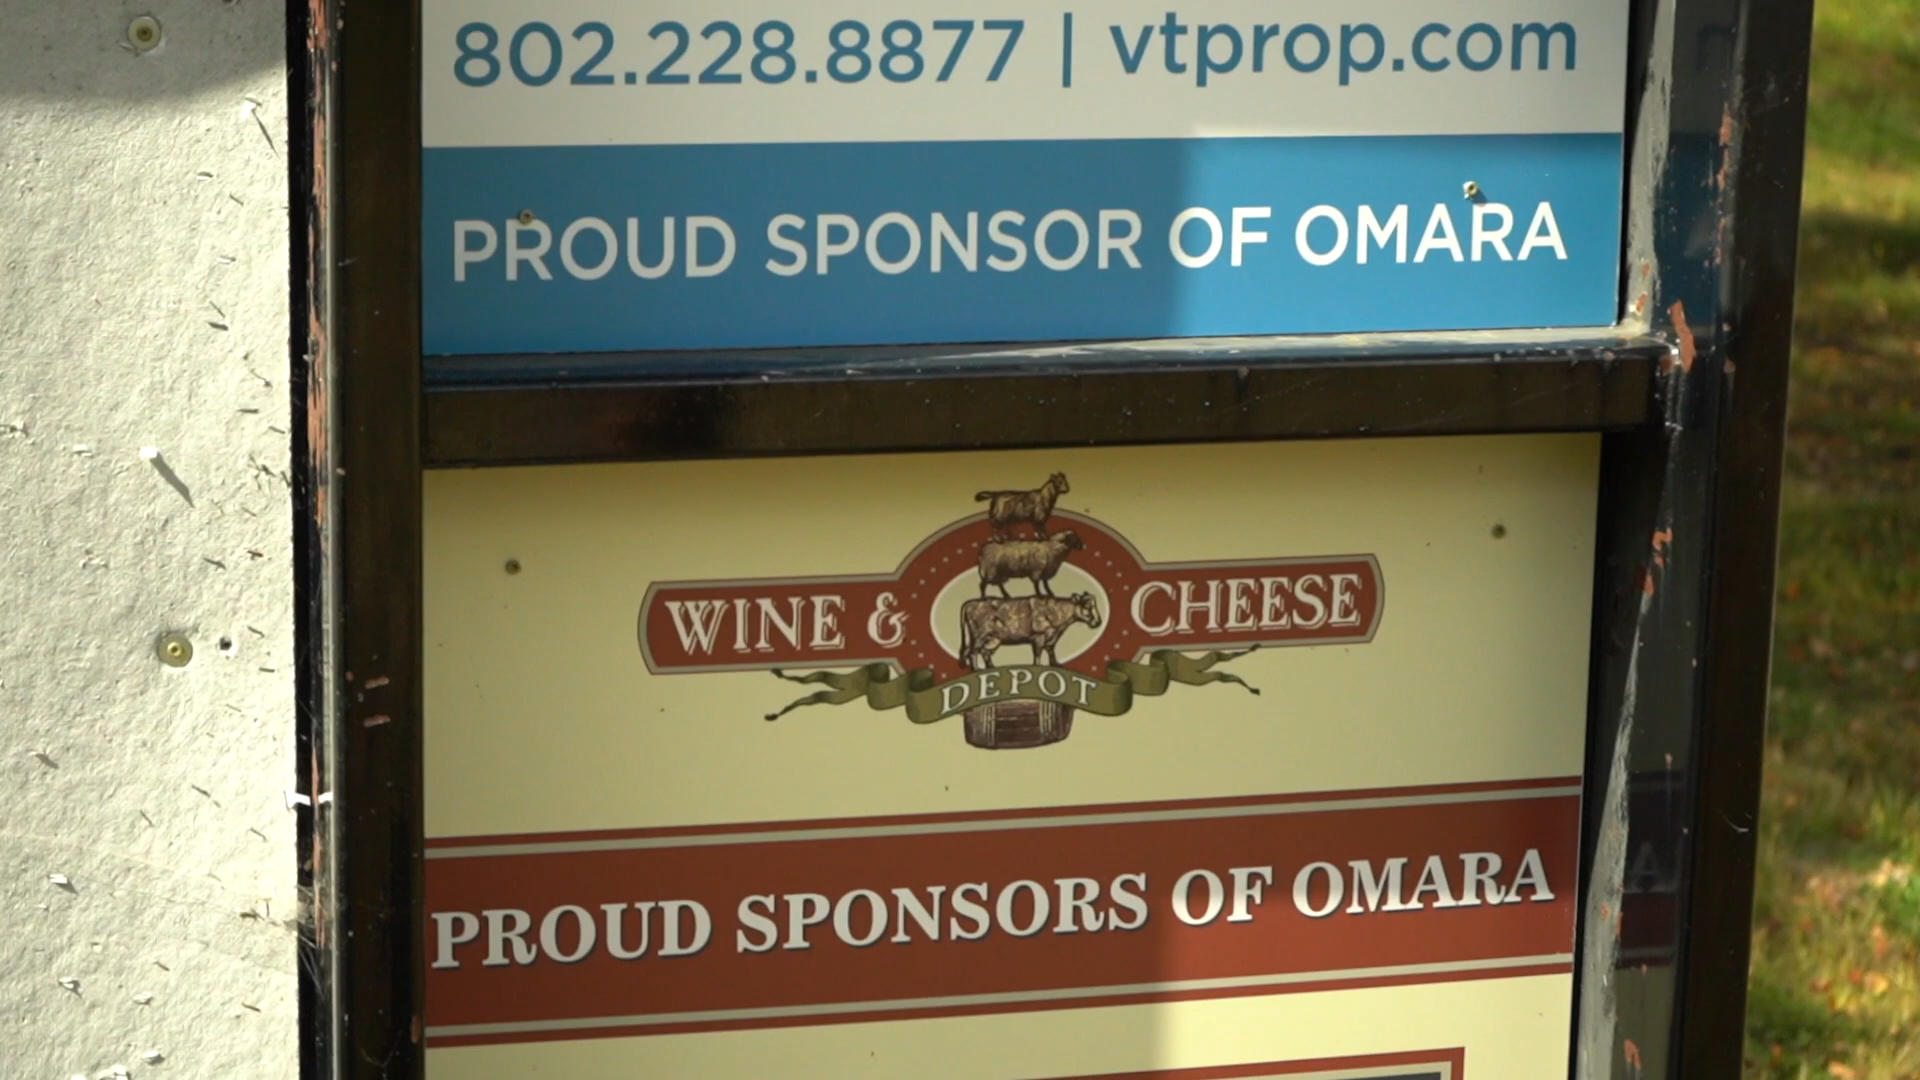 802.228.8877 | vtprop.com
PROUD SPONSOR OF OMARA
WINE & CHEESE
DEPOT
PROUD SPONSORS OF OMARA